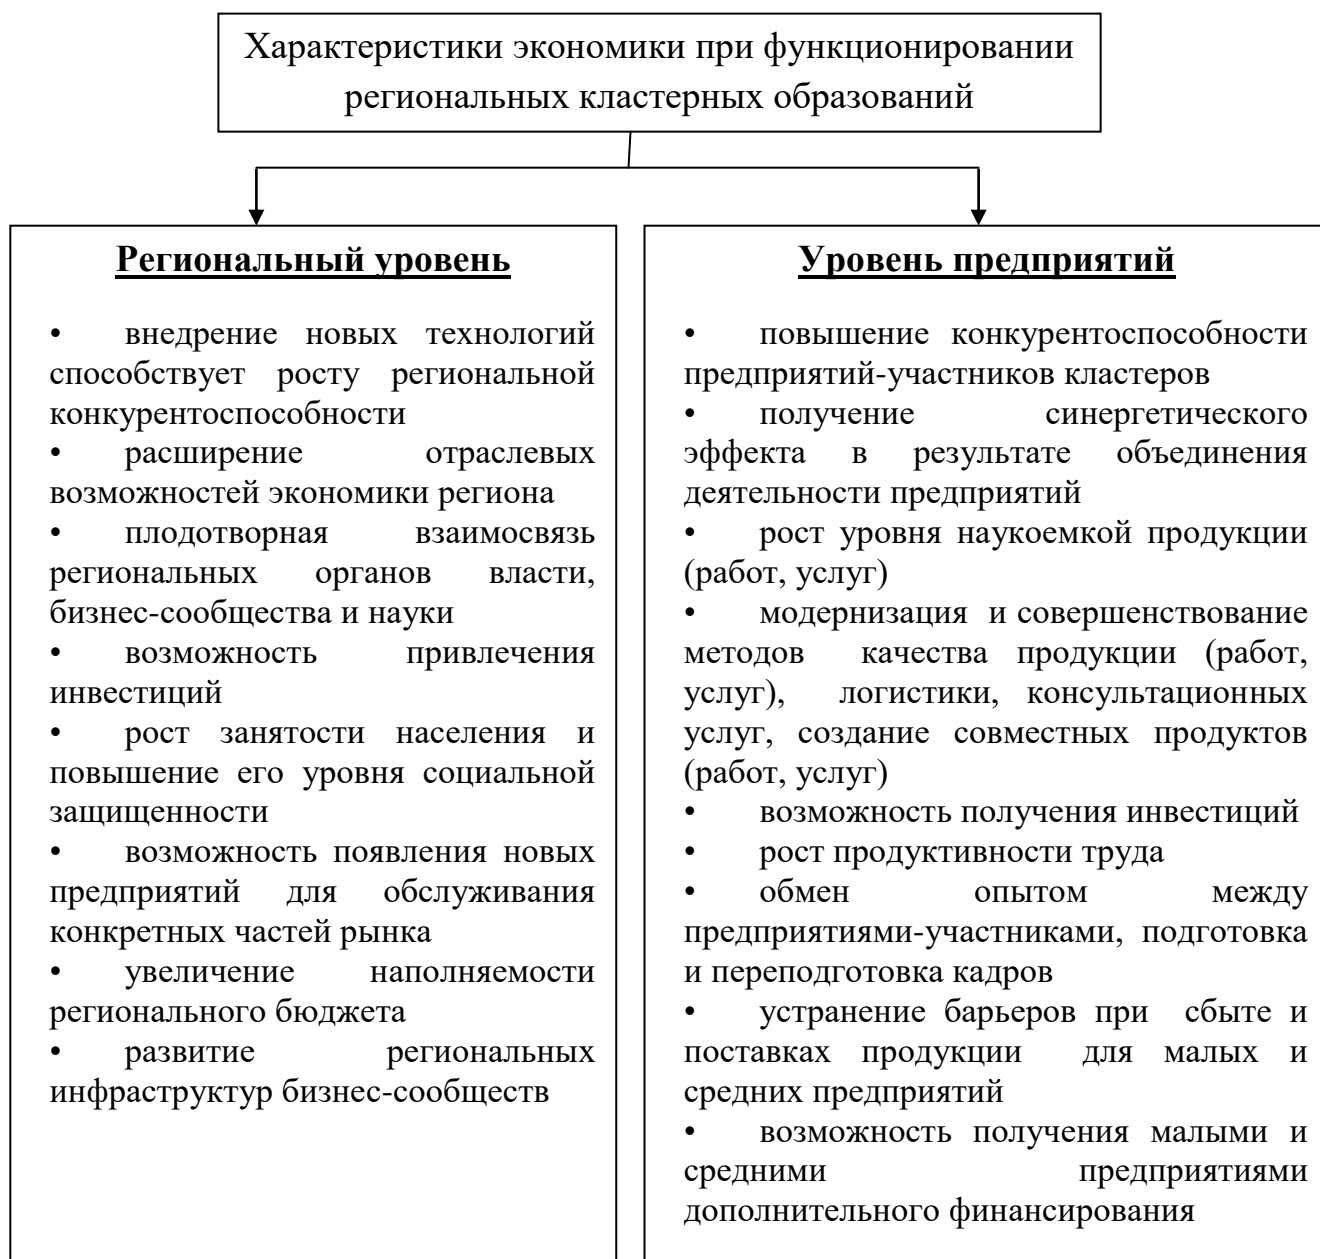 Характеристики экономики при функционировании
региональных кластерных образований
Региональный уровень
• внедрение новых технологий
способствует росту региональной
конкурентоспособности
• расширение отраслевых
возможностей экономики региона
• плодотворная взаимосвязь
региональных органов власти,
бизнес-сообщества и науки
• возможность привлечения
инвестиций
• рост занятости населения и
повышение его уровня социальной
защищенности
• возможность появления новых
предприятий для обслуживания
конкретных частей рынка
• увеличение наполняемости
регионального бюджета
• развитие региональных
инфраструктур бизнес-сообществ
Уровень предприятий
• повышение конкурентоспособности
предприятий-участников кластеров
• получение синергетического
эффекта в результате объединения
деятельности предприятий
• рост уровня наукоемкой продукции
(работ, услуг)
• модернизация и совершенствование
методов качества продукции (работ,
услуг), логистики, консультационных
услуг, создание совместных продуктов
(работ, услуг)
• возможность получения инвестиций
• рост продуктивности труда
• обмен опытом между
предприятиями-участниками, подготовка
и переподготовка кадров
• устранение барьеров при сбыте и
поставках продукции для малых и
средних предприятий
• возможность получения малыми и
средними предприятиями
дополнительного финансирования